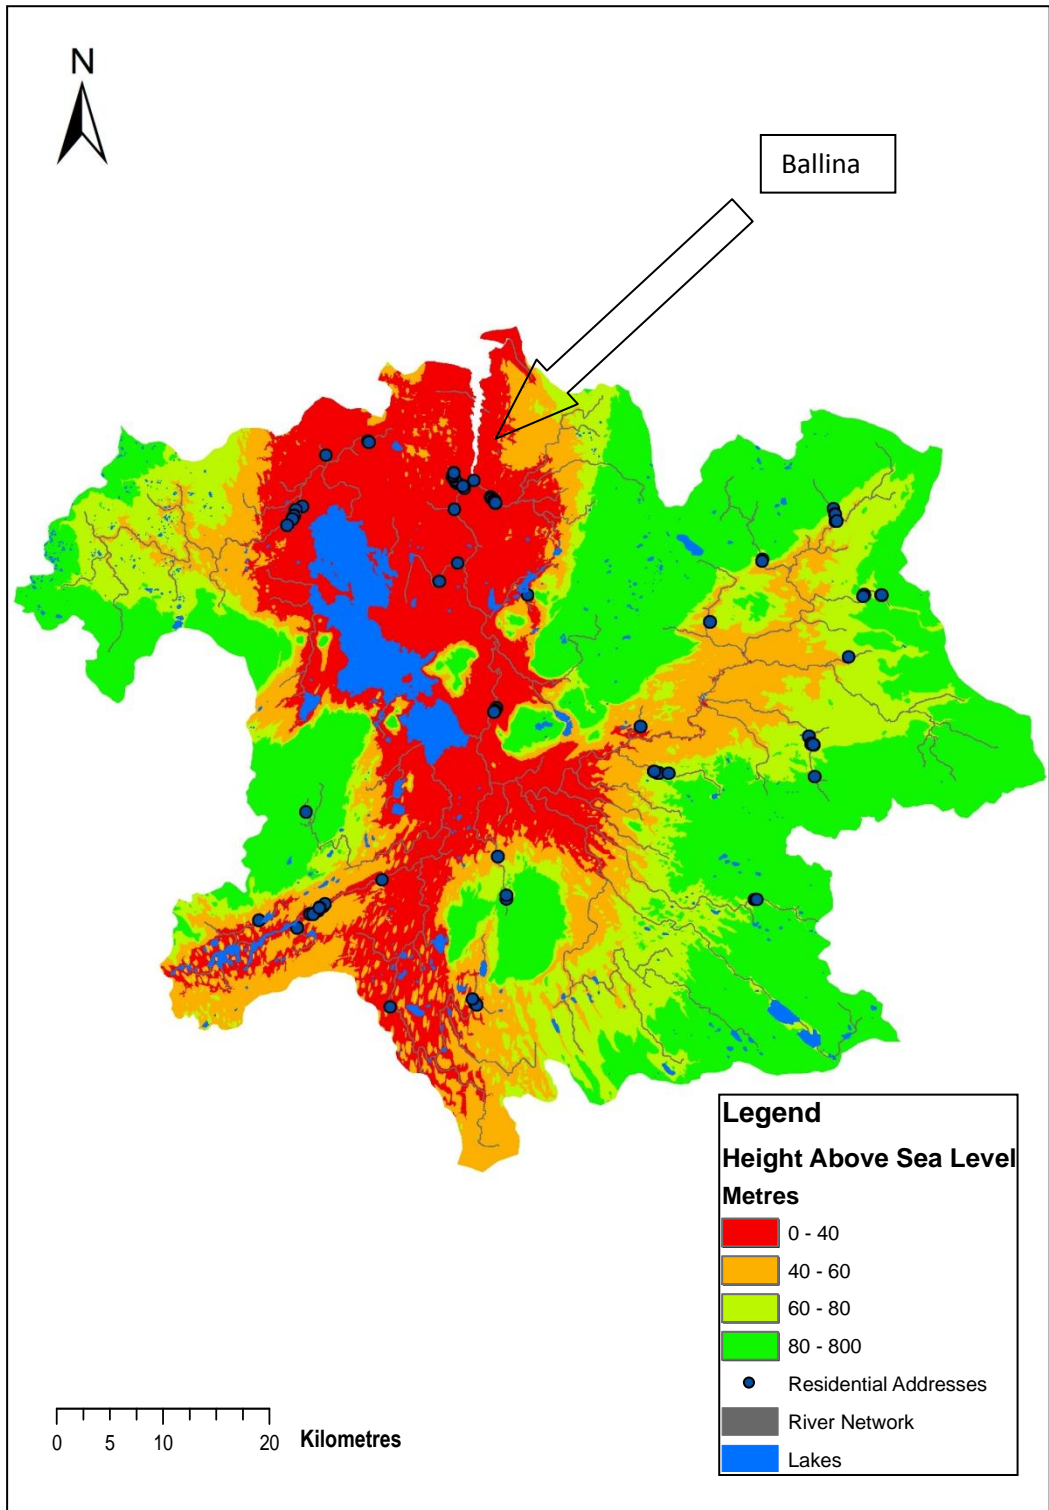 N
Ballina
Legend
Height Above Sea Level
Metres
0 - 40
40 - 60
60 - 80
80 - 800
Residential Addresses
River Network
Lakes
0 5 10 20 Kilometres